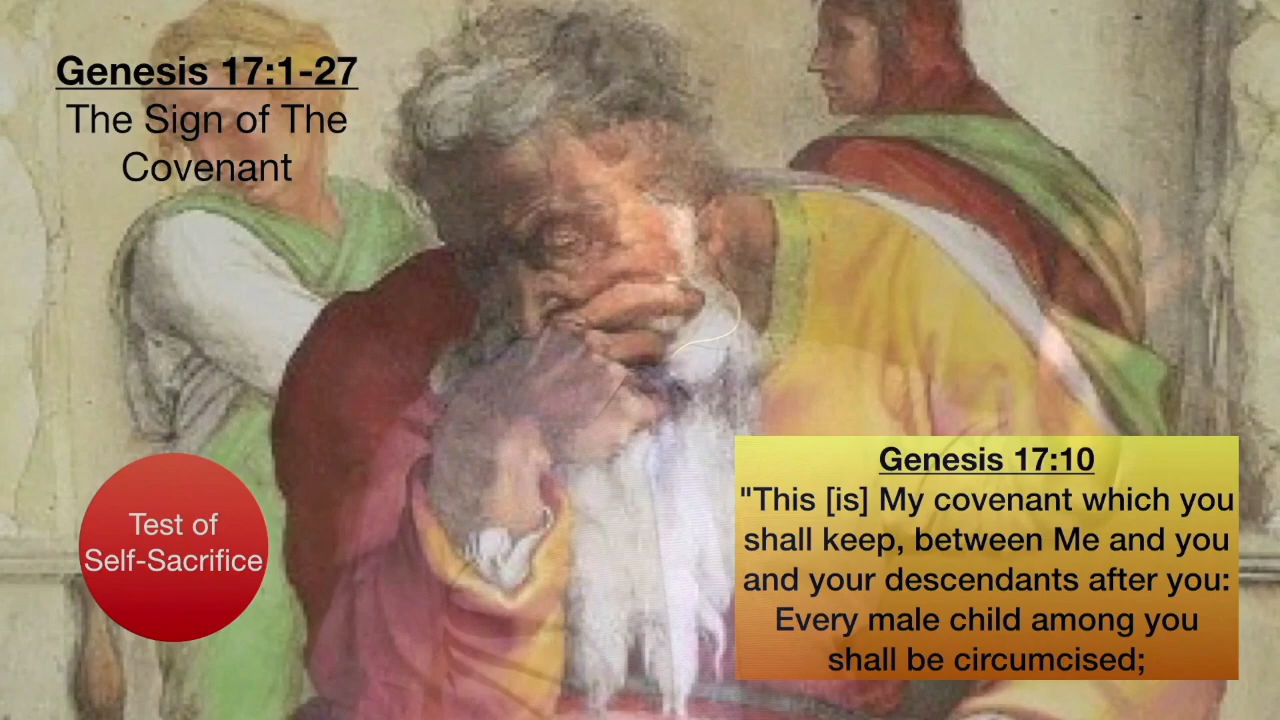 Genesis 17:1-27
The Sign of The
Covenant
Test of
Self-Sacrifice
Genesis 17:10
"This [is] My covenant which you
shall keep, between Me and you
and your descendants after you:
Every male child among you
shall be circumcised;